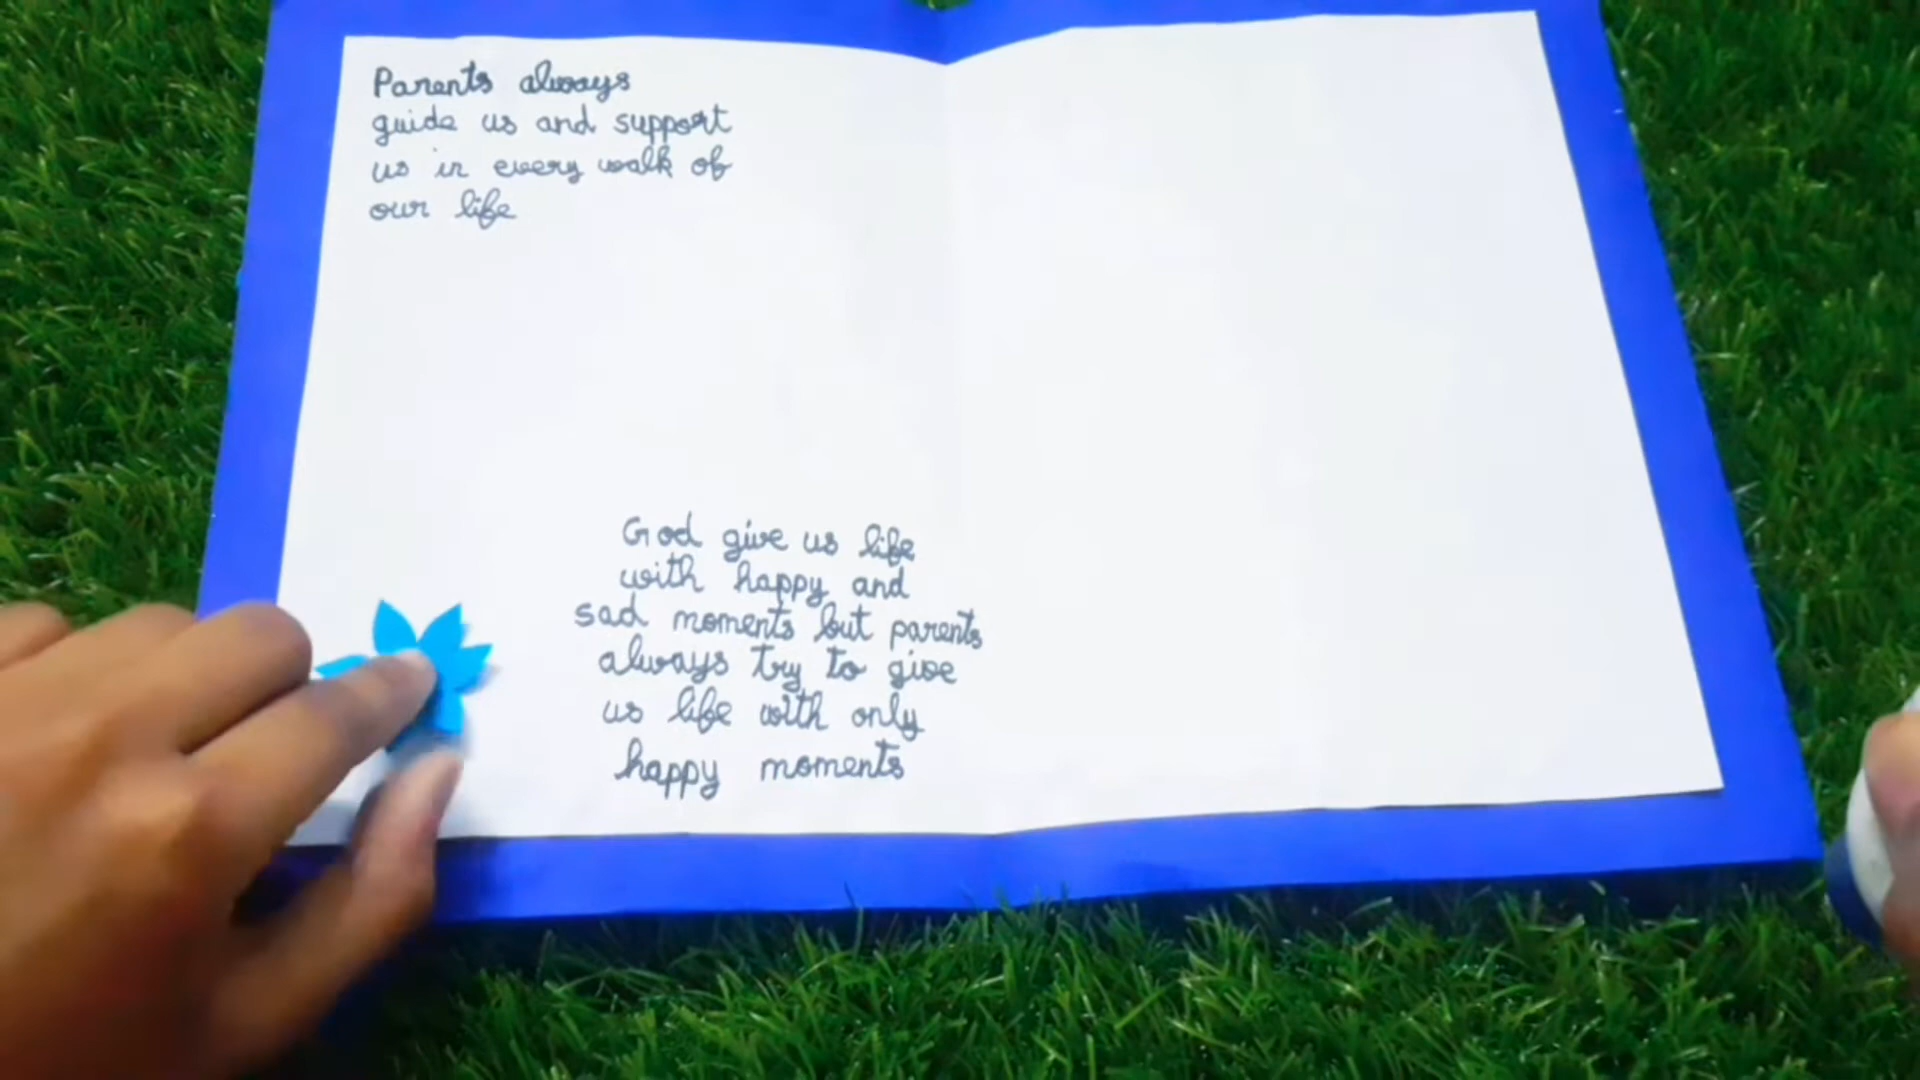 Parents always
guide us and support
us in every walk of
our life
God give us life
with happy and
sad moments but parents
always try to give
us life with only
happy moments